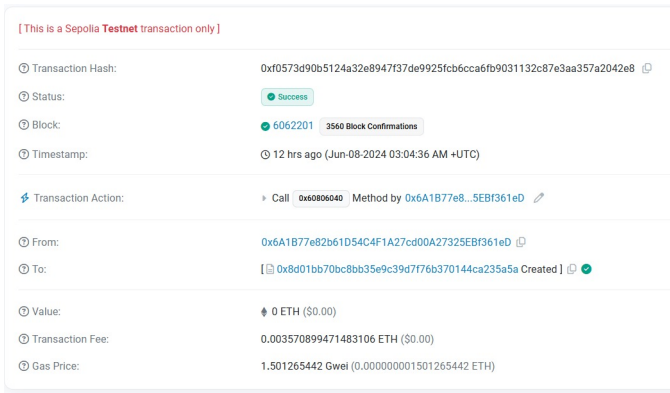 [ This is a Sepolia Testnet transaction only ]
Transaction Hash: 0xf0573d90b5124a32e8947f37de9925fcb6cca6fb9031132c87e3aa357a2042e8
Status: Success
Block: 6062201 3560 Block Confirmations
Timestamp: 12 hrs ago (Jun-08-2024 03:04:36 AM +UTC)
Transaction Action: Call 0x60806040 Method by 0x6A1B77e8...5EBf361eD
From: 0x6A1B77e82b61D54C4F1A27cd00A27325EBf361eD
To: [ 0x8d01bb70bc8bb35e9c39d7f76b370144ca235a5a Created ]
Value: 0 ETH ($0.00)
Transaction Fee: 0.003570899471483106 ETH ($0.00)
Gas Price: 1.501265442 Gwei (0.000000001501265442 ETH)